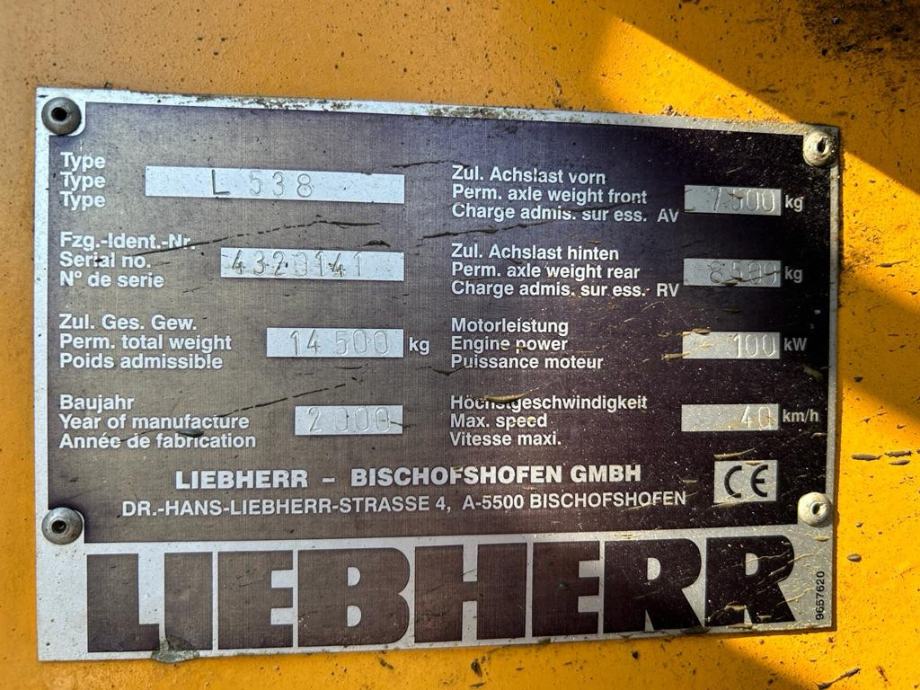 Type
Type
Type
L 538
Fzg.-Ident.-Nr.
Serial no.
N° de serie
4320141
Zul. Ges. Gew.
Perm. total weight
Poids admissible
14 500 kg
Baujahr
Year of manufacture
Année de fabrication
2000
Zul. Achslast vorn
Perm. axle weight front
Charge admis. sur ess. AV
7500 kg
Zul. Achslast hinten
Perm. axle weight rear
Charge admis. sur ess. RV
8500 kg
Motorleistung
Engine power
Puissance moteur
100 kW
Höchstgeschwindigkeit
Max. speed
Vitesse maxi.
40 km/h
LIEBHERR – BISCHOFSHOFEN GMBH
DR.-HANS-LIEBHERR-STRASSE 4, A-5500 BISCHOFSHOFEN
CE
LIEBHERR
9657620